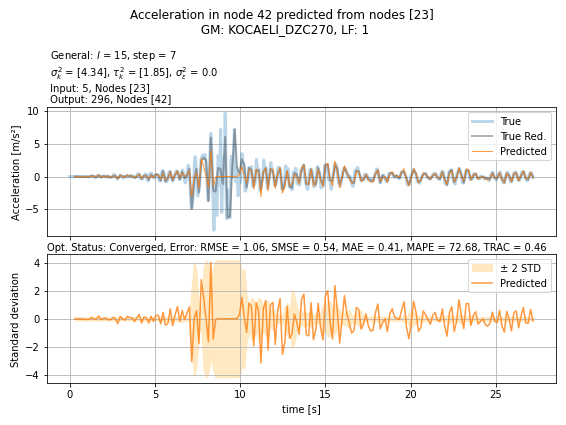 Acceleration in node 42 predicted from nodes [23]
GM: KOCAELI_DZC270, LF: 1
General: l = 15, step = 7
σ²ₖ = [4.34], τ²ₖ = [1.85], σ²ε = 0.0
Input: 5, Nodes [23]
Output: 296, Nodes [42]
10
5
0
−5
Acceleration [m/s²]
True
True Red.
Predicted
Opt. Status: Converged, Error: RMSE = 1.06, SMSE = 0.54, MAE = 0.41, MAPE = 72.68, TRAC = 0.46
4
2
0
−2
−4
Standard deviation
± 2 STD
Predicted
0 5 10 15 20 25
time [s]